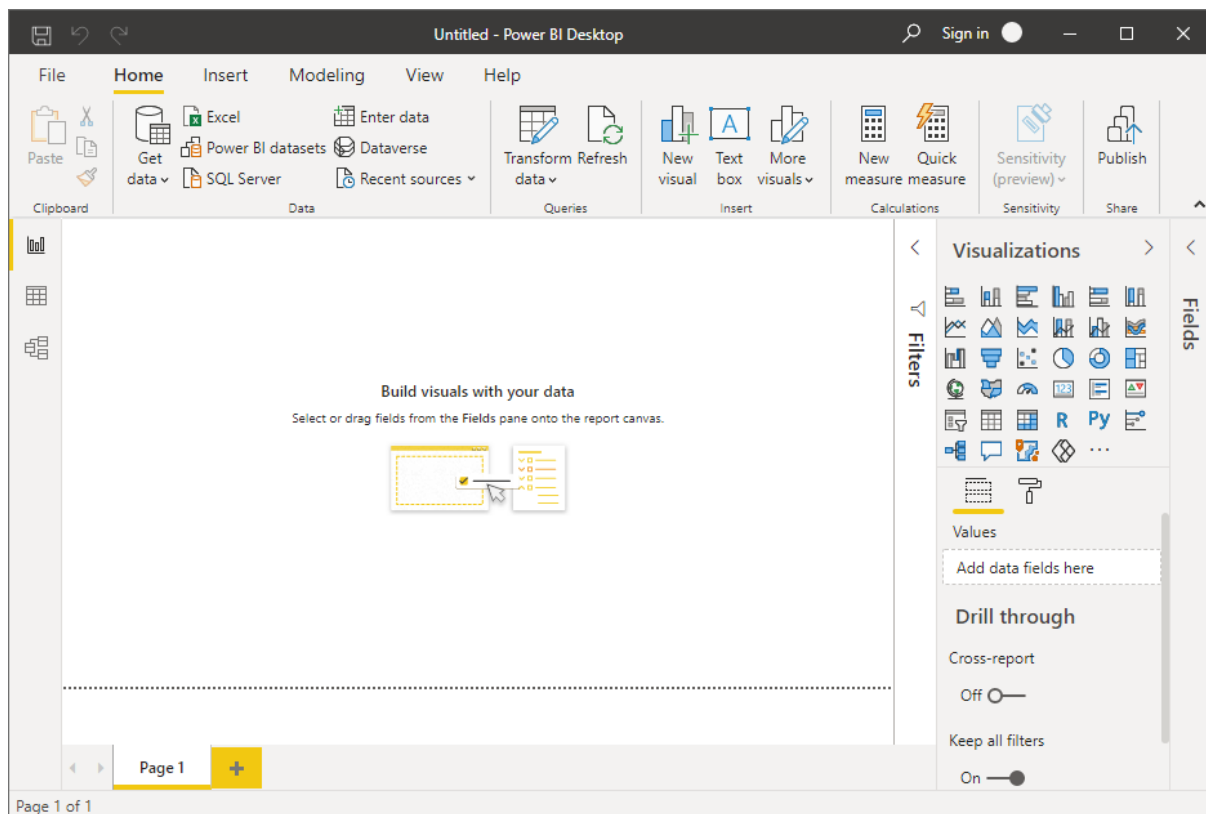 Untitled - Power BI Desktop
Sign in
File Home Insert Modeling View Help
Paste
Clipboard
Get data
Excel
Power BI datasets
SQL Server
Enter data
Dataverse
Recent sources
Data
Transform data
Refresh
Queries
New visual
A
Text box
More visuals
Insert
New measure
Quick measure
Calculations
Sensitivity (preview)
Sensitivity
Publish
Share
Build visuals with your data
Select or drag fields from the Fields pane onto the report canvas.
Filters
Visualizations
123
R
Py
Values
Add data fields here
Drill through
Cross-report
Off
Keep all filters
On
Fields
Page 1
Page 1 of 1